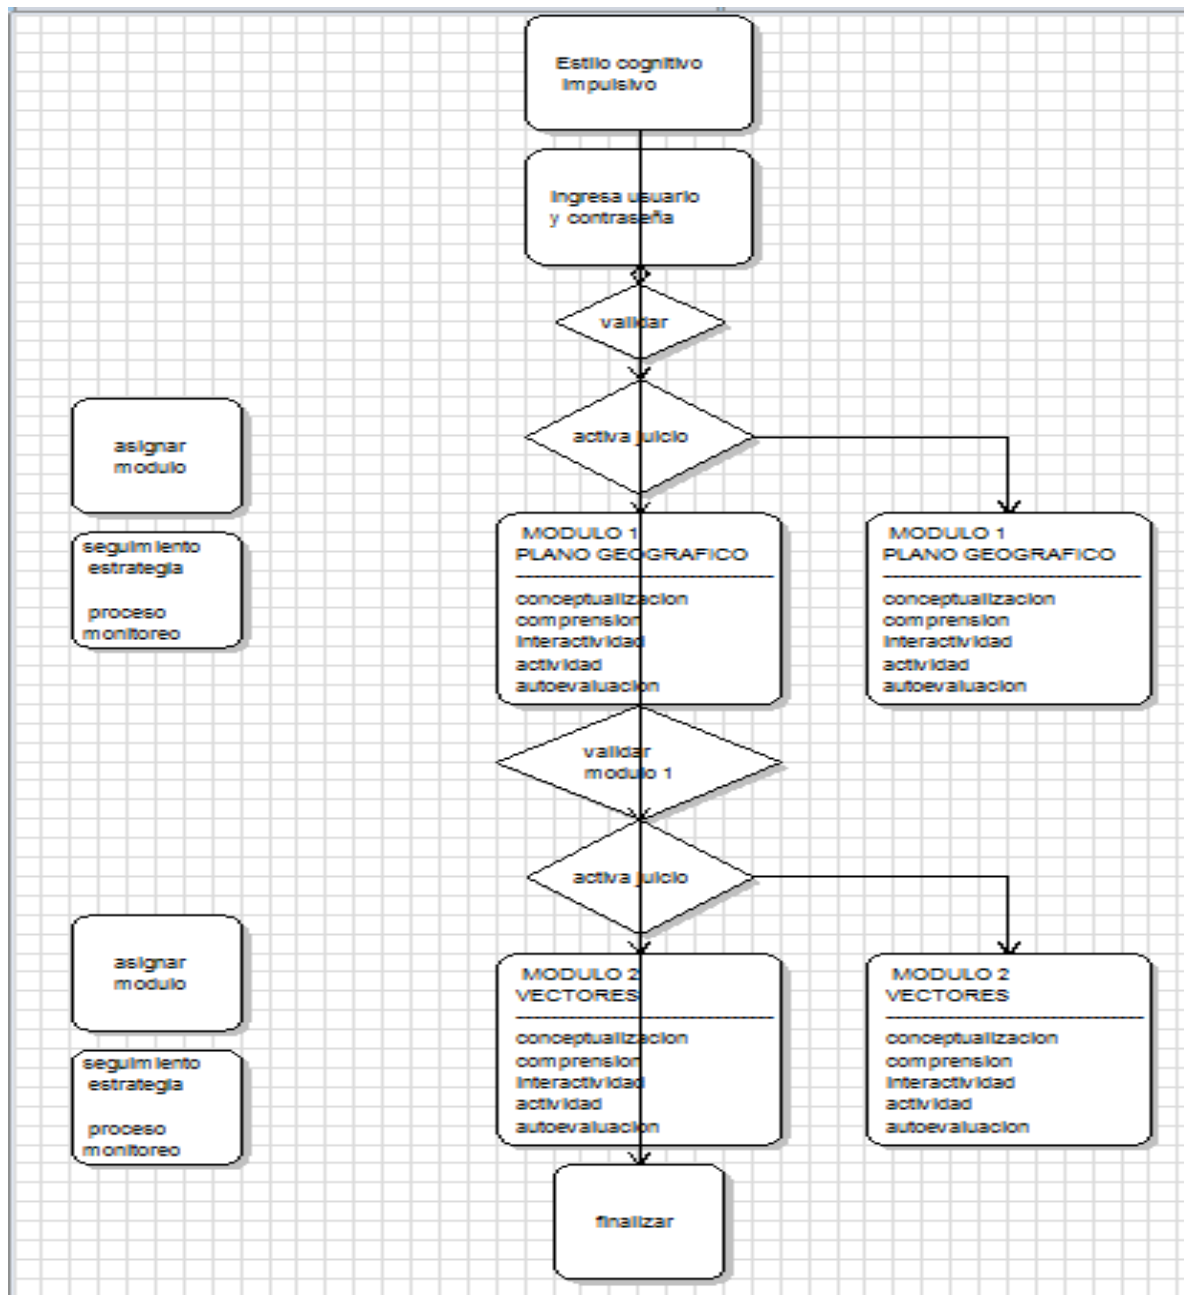 Estilo cognitivo
impulsivo
Ingresa usuario
y contraseña
validar
activa juicio
asignar
modulo
seguimiento
estrategia
proceso
monitoreo
MODULO 1
PLANO GEOGRAFICO
conceptualizacion
comprension
interactividad
actividad
autoevaluacion
MODULO 1
PLANO GEOGRAFICO
conceptualizacion
comprension
interactividad
actividad
autoevaluacion
validar
modulo 1
activa juicio
asignar
modulo
seguimiento
estrategia
proceso
monitoreo
MODULO 2
VECTORES
conceptualizacion
comprension
interactividad
actividad
autoevaluacion
MODULO 2
VECTORES
conceptualizacion
comprension
interactividad
actividad
autoevaluacion
finalizar